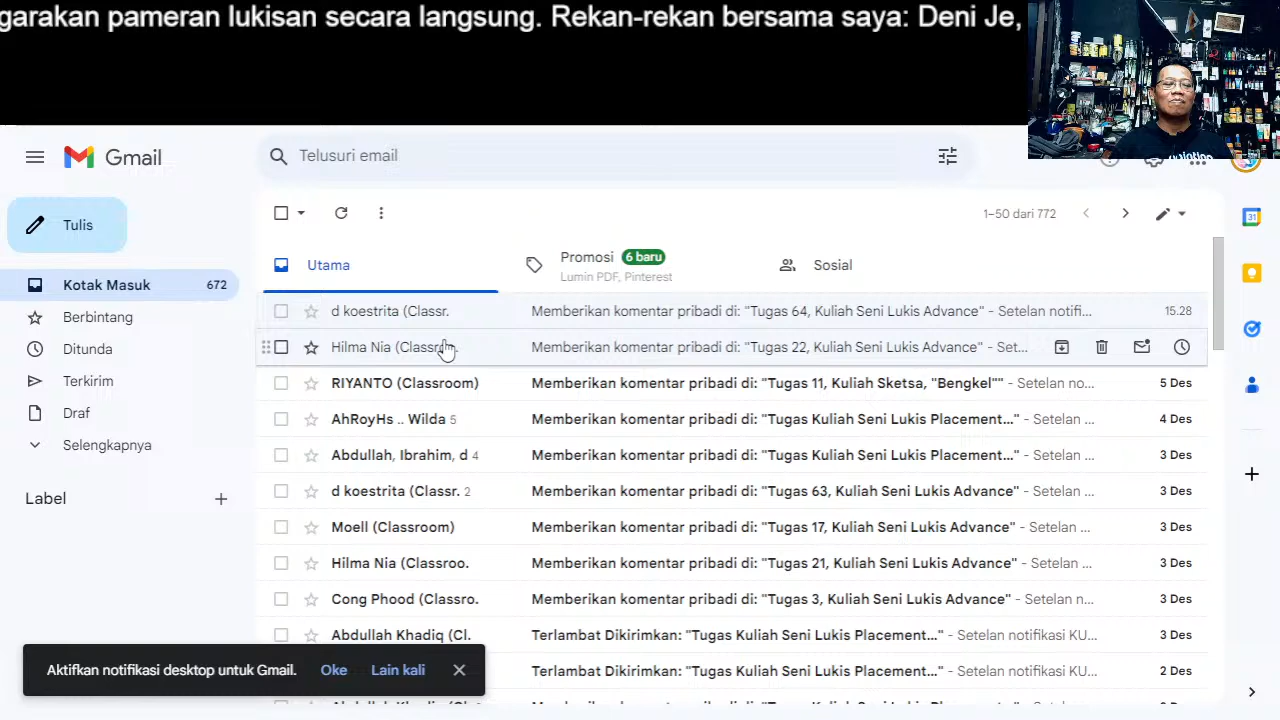 garakan pameran lukisan secara langsung. Rekan-rekan bersama saya: Deni Je,
Gmail
Telusuri email
Tulis
1–50 dari 772
Utama
Promosi 6 baru
Lumin PDF, Pinterest
Sosial
Kotak Masuk 672
Berbintang
Ditunda
Terkirim
Draf
Selengkapnya
Label
d koestrita (Classr. Memberikan komentar pribadi di: "Tugas 64, Kuliah Seni Lukis Advance" - Setelan notifi... 15.28
Hilma Nia Memberikan komentar pribadi di: "Tugas 22, Kuliah Seni Lukis Advance" - Set...
RIYANTO (Classroom) Memberikan komentar pribadi di: "Tugas 11, Kuliah Sketsa, "Bengkel"" - Setelan no... 5 Des
AhRoyHs .. Wilda 5 Memberikan komentar pribadi di: "Tugas Kuliah Seni Lukis Placement..." - Setelan ... 4 Des
Abdullah, Ibrahim, d 4 Memberikan komentar pribadi di: "Tugas Kuliah Seni Lukis Placement..." - Setelan ... 3 Des
d koestrita (Classr. 2 Memberikan komentar pribadi di: "Tugas 63, Kuliah Seni Lukis Advance" - Setelan ... 3 Des
Moell (Classroom) Memberikan komentar pribadi di: "Tugas 17, Kuliah Seni Lukis Advance" - Setelan ... 3 Des
Hilma Nia (Classroo. Memberikan komentar pribadi di: "Tugas 21, Kuliah Seni Lukis Advance" - Setelan ... 3 Des
Cong Phood (Classro. Memberikan komentar pribadi di: "Tugas 3, Kuliah Seni Lukis Advance" - Setelan n... 3 Des
Abdullah Khadiq (Cl. Terlambat Dikirimkan: "Tugas Kuliah Seni Lukis Placement..." - Setelan notifikasi KU... 3 Des
Terlambat Dikirimkan: "Tugas Kuliah Seni Lukis Placement..." - Setelan notifikasi KU... 2 Des
Aktifkan notifikasi desktop untuk Gmail. Oke Lain kali
31